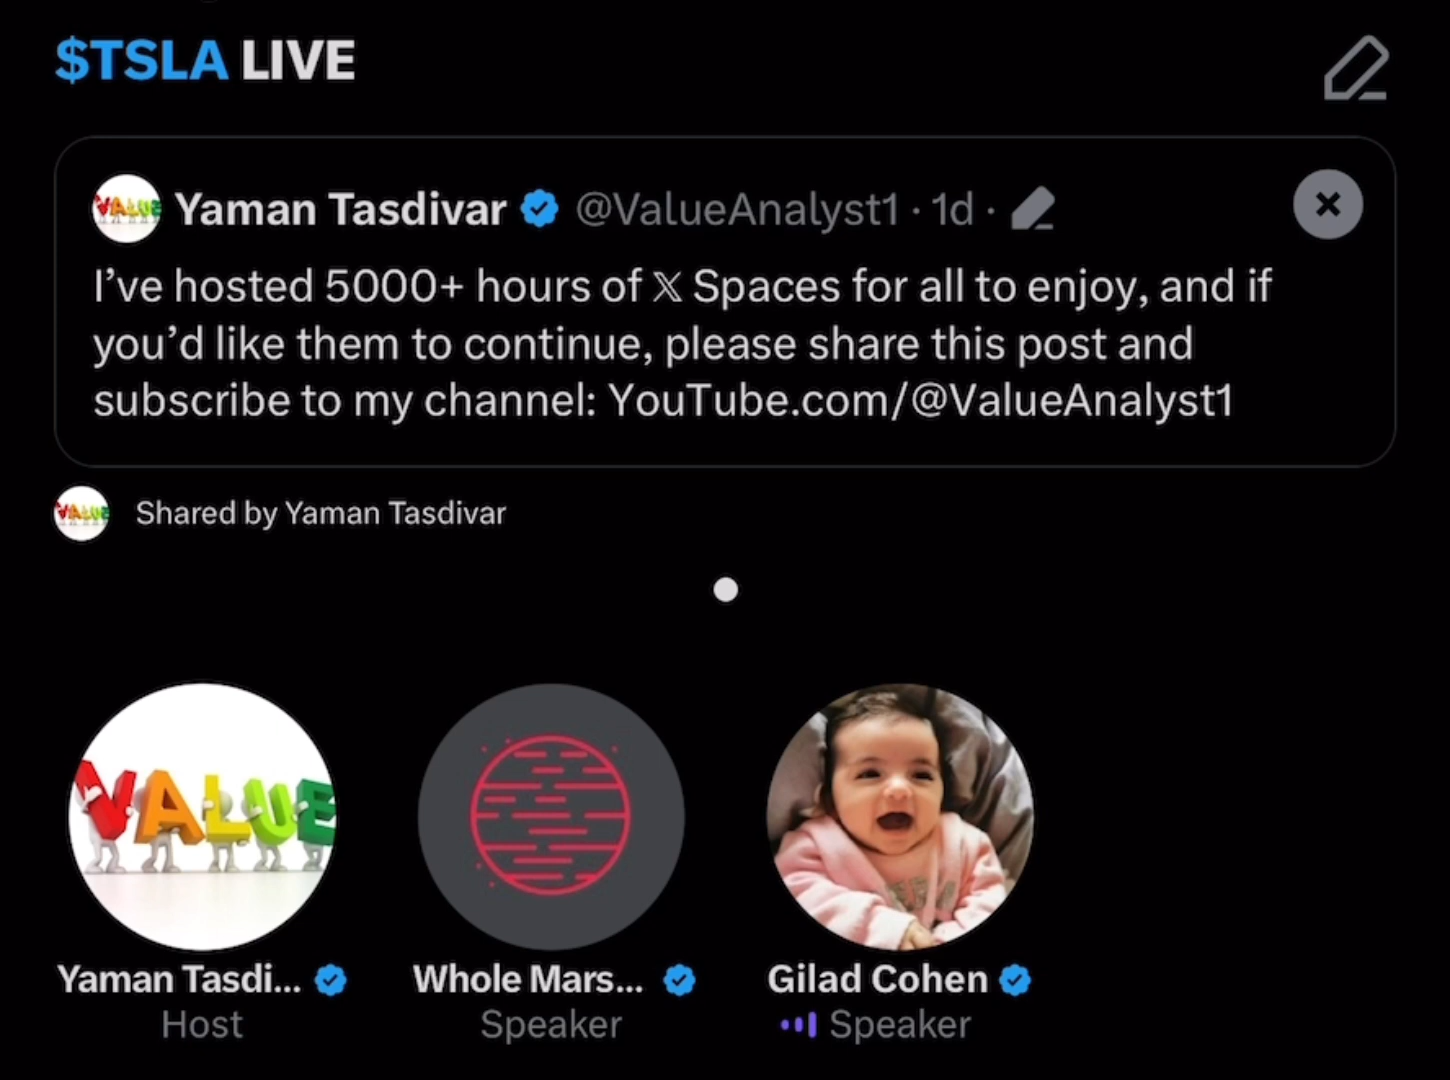 $TSLA LIVE
Yaman Tasdivar @ValueAnalyst1 · 1d ·
I’ve hosted 5000+ hours of 𝕏 Spaces for all to enjoy, and if
you’d like them to continue, please share this post and
subscribe to my channel: YouTube.com/@ValueAnalyst1
Shared by Yaman Tasdivar
VALUE
Yaman Tasdi...
Host
Whole Mars...
Speaker
Gilad Cohen
Speaker